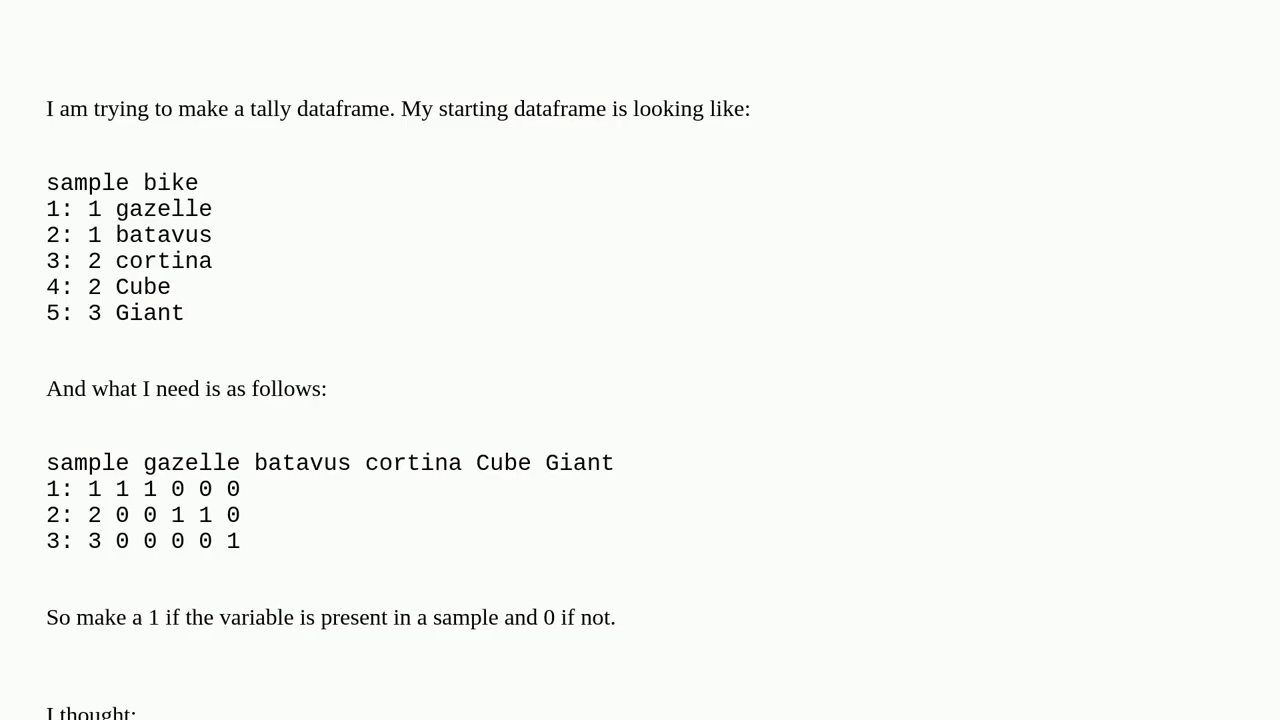 I am trying to make a tally dataframe. My starting dataframe is looking like:
sample bike
1: 1 gazelle
2: 1 batavus
3: 2 cortina
4: 2 Cube
5: 3 Giant
And what I need is as follows:
sample gazelle batavus cortina Cube Giant
1: 1 1 1 0 0 0
2: 2 0 0 1 1 0
3: 3 0 0 0 0 1
So make a 1 if the variable is present in a sample and 0 if not.
I thought: